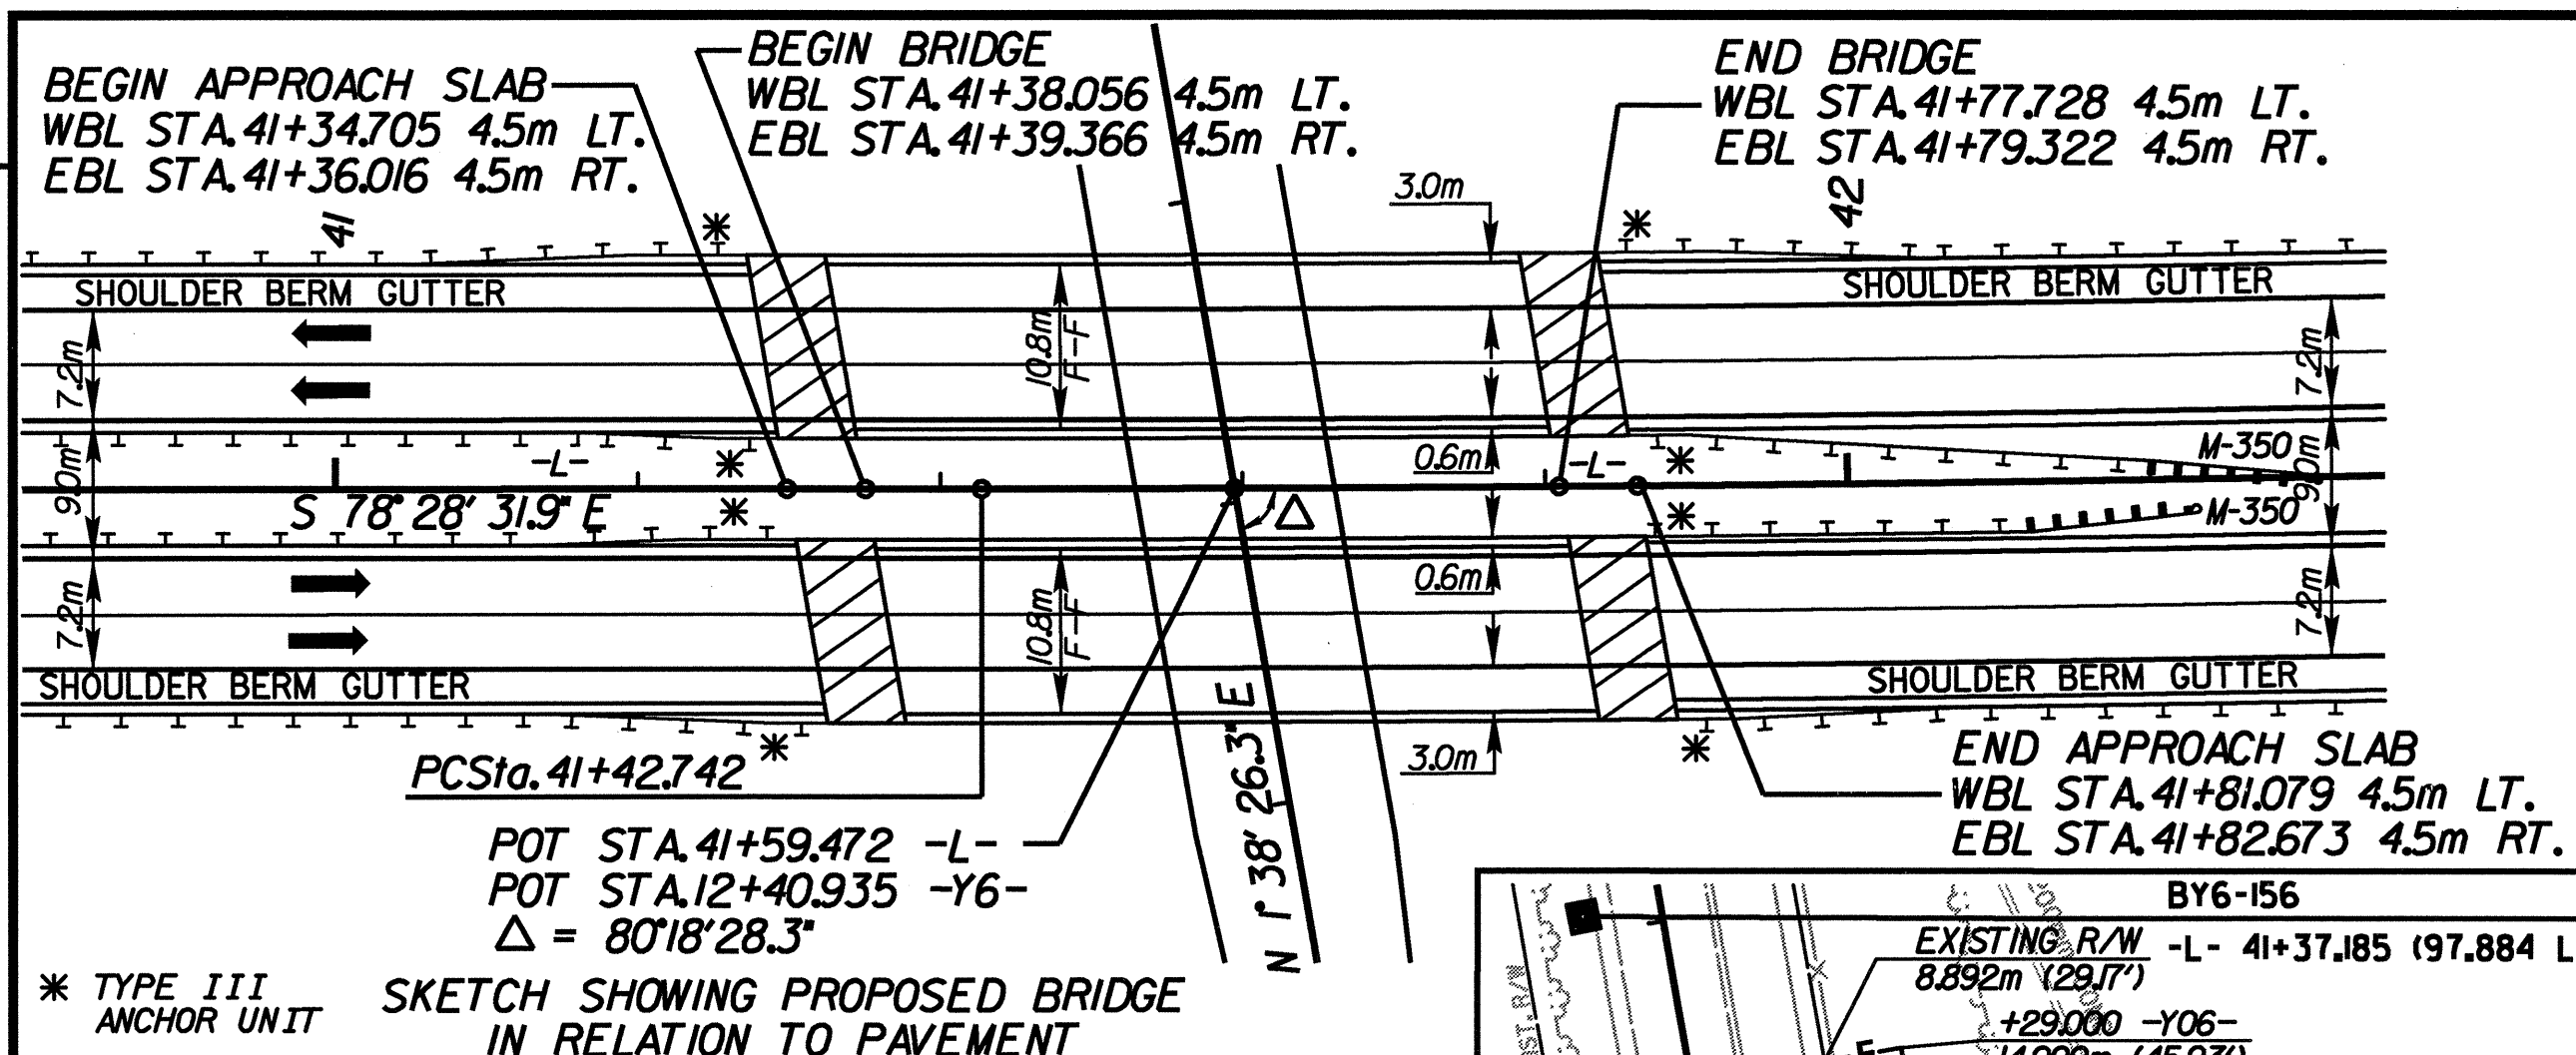 BEGIN APPROACH SLAB
WBL STA.41+34.705 4.5m LT.
EBL STA.41+36.016 4.5m RT.
BEGIN BRIDGE
WBL STA.41+38.056 4.5m LT.
EBL STA.41+39.366 4.5m RT.
END BRIDGE
WBL STA.41+77.728 4.5m LT.
EBL STA.41+79.322 4.5m RT.
41
3.0m
42
SHOULDER BERM GUTTER
SHOULDER BERM GUTTER
7.2m
10.8m
F-F
7.2m
9.0m
-L-
0.6m
-L-
M-350
9.0m
S 78°28'31.9" E
Δ
M-350
7.2m
10.8m
F-F
0.6m
7.2m
SHOULDER BERM GUTTER
SHOULDER BERM GUTTER
PCSta.41+42.742
N 1°38'26.3" E
3.0m
END APPROACH SLAB
WBL STA.41+81.079 4.5m LT.
EBL STA.41+82.673 4.5m RT.
POT STA.41+59.472 -L-
POT STA.12+40.935 -Y6-
Δ = 80°18'28.3"
BY6-156
EXISTING R/W
8.892m (29.17')
-L- 41+37.185 (97.884 L
+29.000 -Y06-
* TYPE III
ANCHOR UNIT
SKETCH SHOWING PROPOSED BRIDGE
IN RELATION TO PAVEMENT